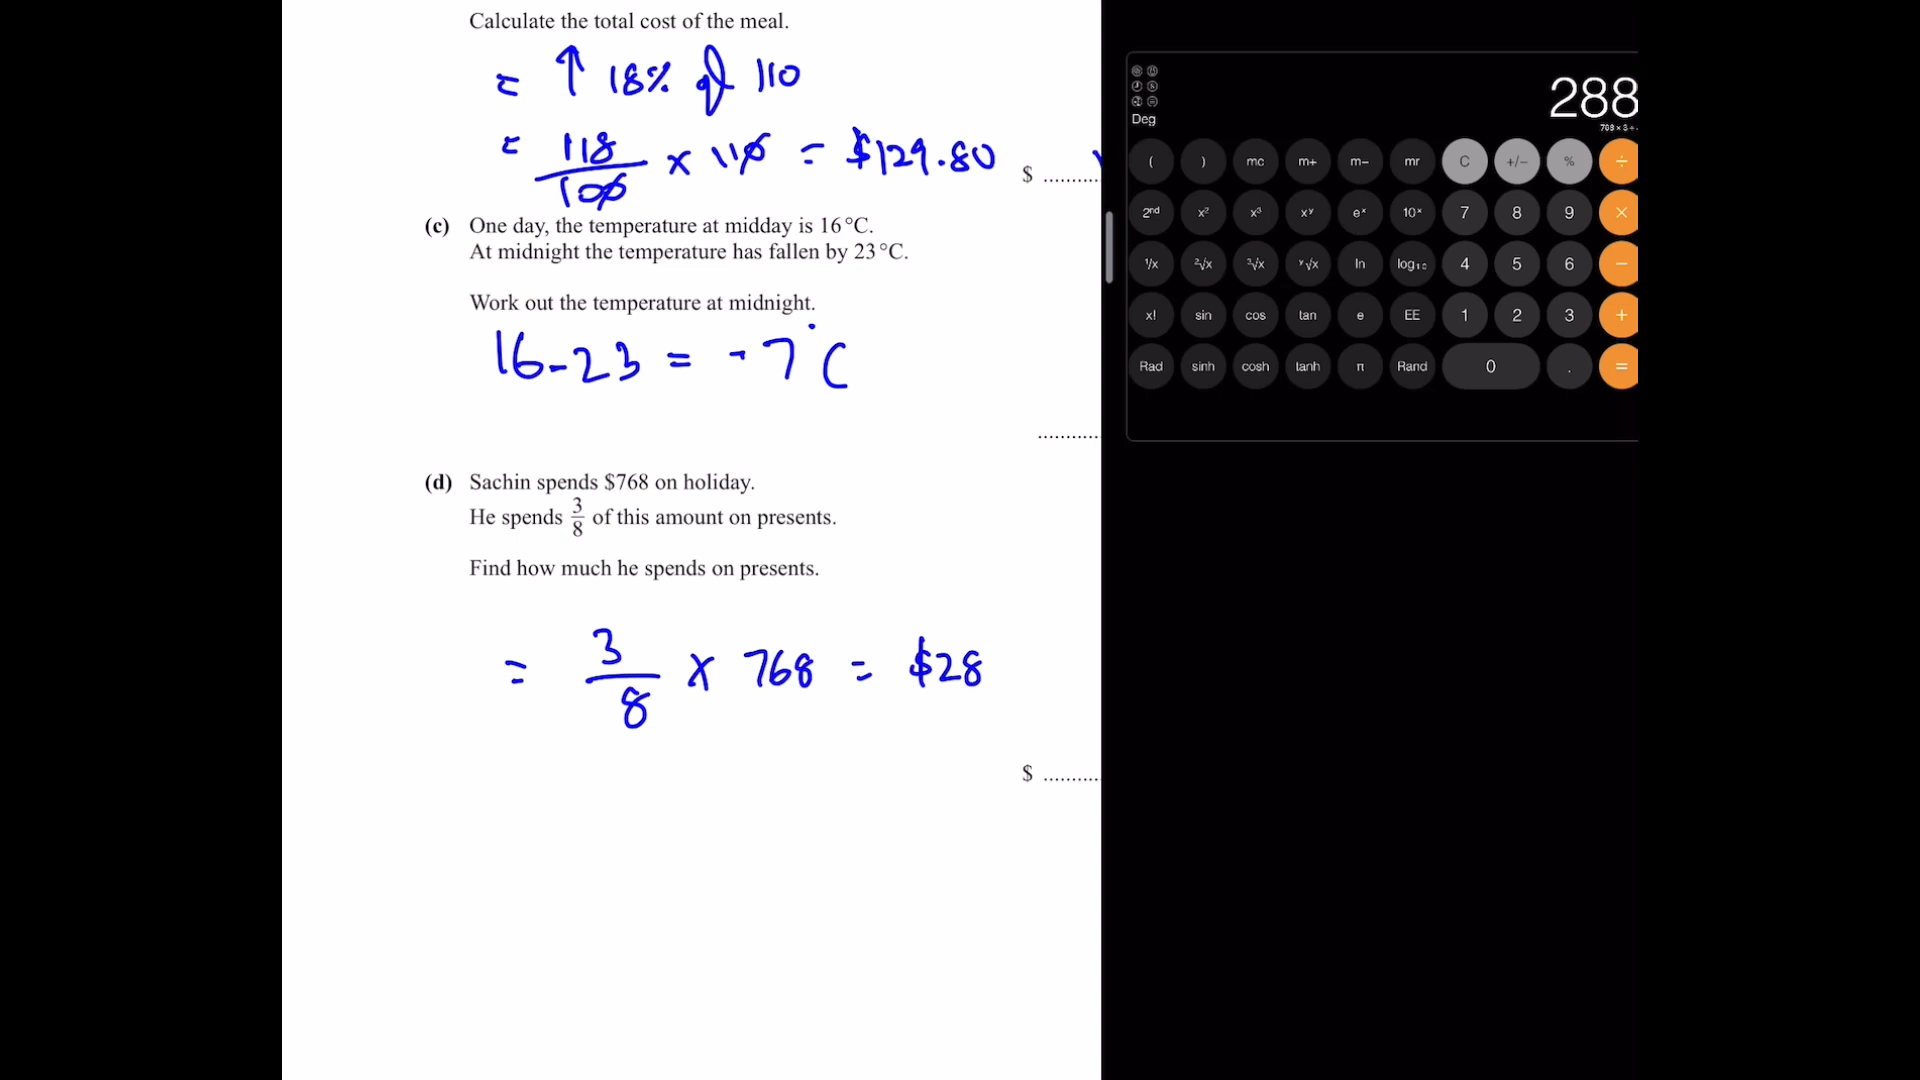 Calculate the total cost of the meal.
= ↑ 18% of 110
= 118/100 × 110 = $129.80
$ ..........
(c) One day, the temperature at midday is 16 °C.
At midnight the temperature has fallen by 23 °C.
Work out the temperature at midnight.
16-23 = -7°C
...........
(d) Sachin spends $768 on holiday.
He spends 3/8 of this amount on presents.
Find how much he spends on presents.
= 3/8 × 768 = $28
$ ..........
288
Deg
( ) mc m+ m- mr C +/- % ÷
2nd x² x³ xʸ eˣ 10ˣ 7 8 9 ×
1/x ²√x ³√x ʸ√x ln log₁₀ 4 5 6 −
x! sin cos tan e EE 1 2 3 +
Rad sinh cosh tanh π Rand 0 . =